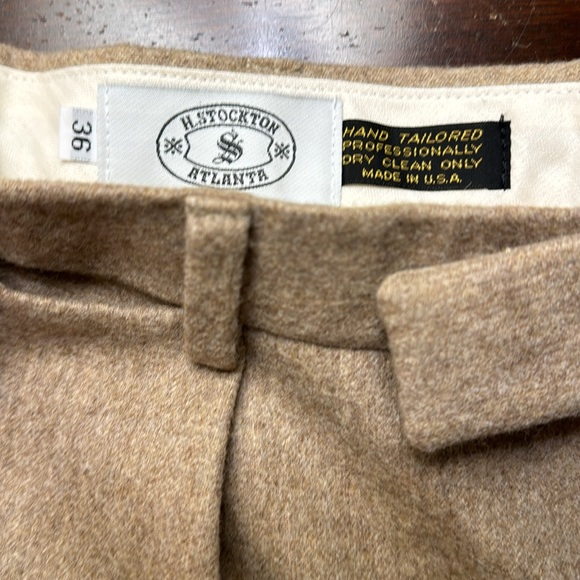 36
H.STOCKTON
S
ATLANTA
HAND TAILORED
PROFESSIONALLY
DRY CLEAN ONLY
MADE IN U.S.A.